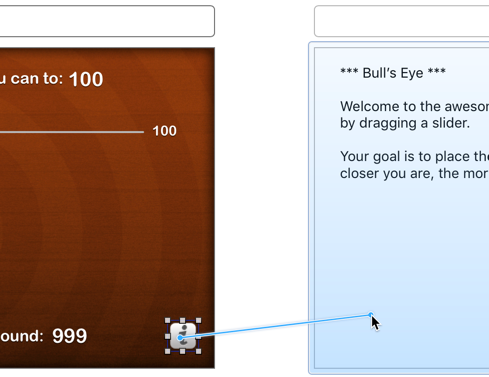 u can to: 100
100
ound: 999
*** Bull's Eye ***
Welcome to the aweso
by dragging a slider.
Your goal is to place the
closer you are, the mor